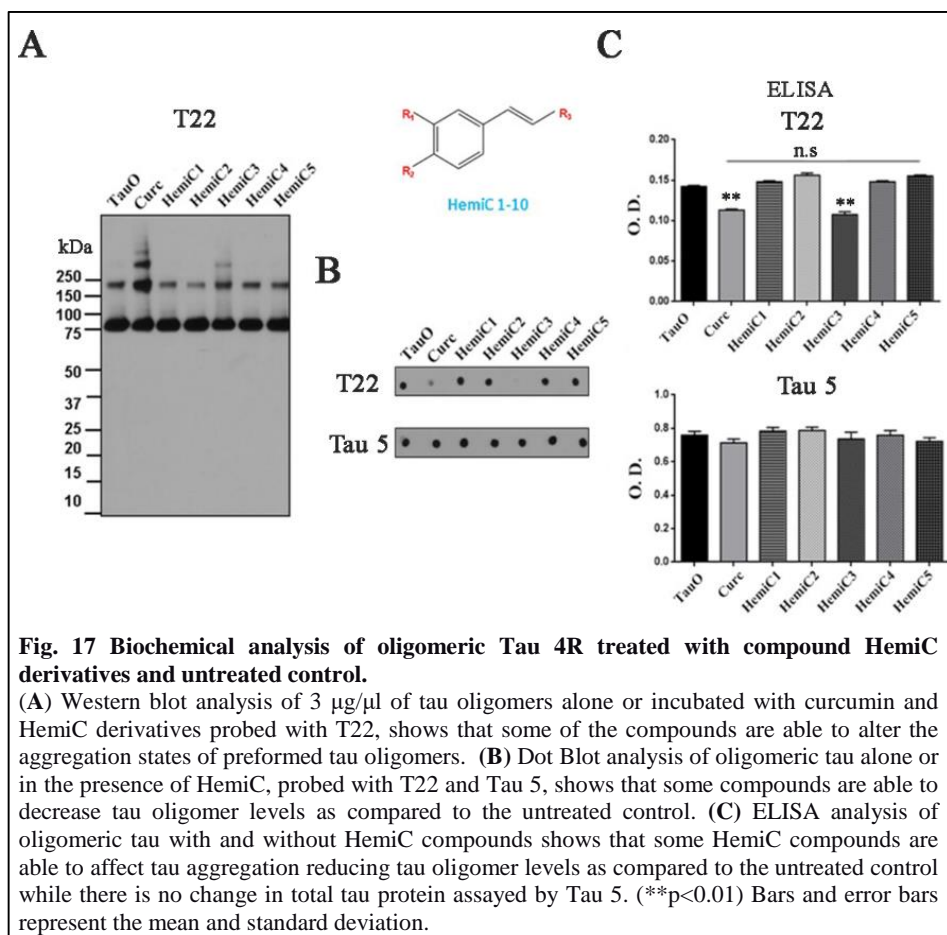 A
T22
TauO
Curc
HemiC1
HemiC2
HemiC3
HemiC4
HemiC5
kDa
250
150
100
75
50
37
25
20
15
10
R₁
R₂
R₃
HemiC 1-10
B
TauO
Curc
HemiC1
HemiC2
HemiC3
HemiC4
HemiC5
T22
Tau 5
C
ELISA
T22
n.s
**
**
O. D.
0.20
0.15
0.10
0.05
0.00
TauO
Curc
HemiC1
HemiC2
HemiC3
HemiC4
HemiC5
Tau 5
O. D.
1.0
0.8
0.6
0.4
0.2
0.0
TauO
Curc
HemiC1
HemiC2
HemiC3
HemiC4
HemiC5
Fig. 17 Biochemical analysis of oligomeric Tau 4R treated with compound HemiC
derivatives and untreated control.
(A) Western blot analysis of 3 μg/μl of tau oligomers alone or incubated with curcumin and
HemiC derivatives probed with T22, shows that some of the compounds are able to alter the
aggregation states of preformed tau oligomers. (B) Dot Blot analysis of oligomeric tau alone or
in the presence of HemiC, probed with T22 and Tau 5, shows that some compounds are able to
decrease tau oligomer levels as compared to the untreated control. (C) ELISA analysis of
oligomeric tau with and without HemiC compounds shows that some HemiC compounds are
able to affect tau aggregation reducing tau oligomer levels as compared to the untreated control
while there is no change in total tau protein assayed by Tau 5. (**p<0.01) Bars and error bars
represent the mean and standard deviation.